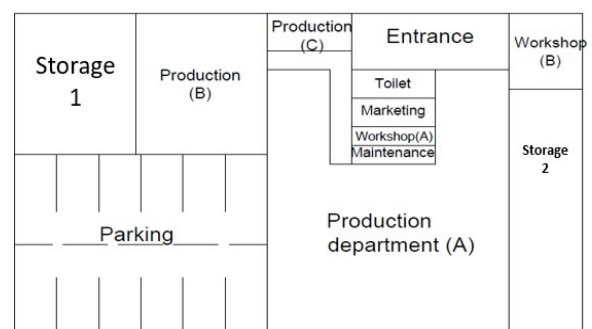 Production
(C)
Entrance
Workshop
(B)
Storage
1
Production
(B)
Toilet
Marketing
Workshop(A)
Maintenance
Storage
2
Parking
Production
department (A)